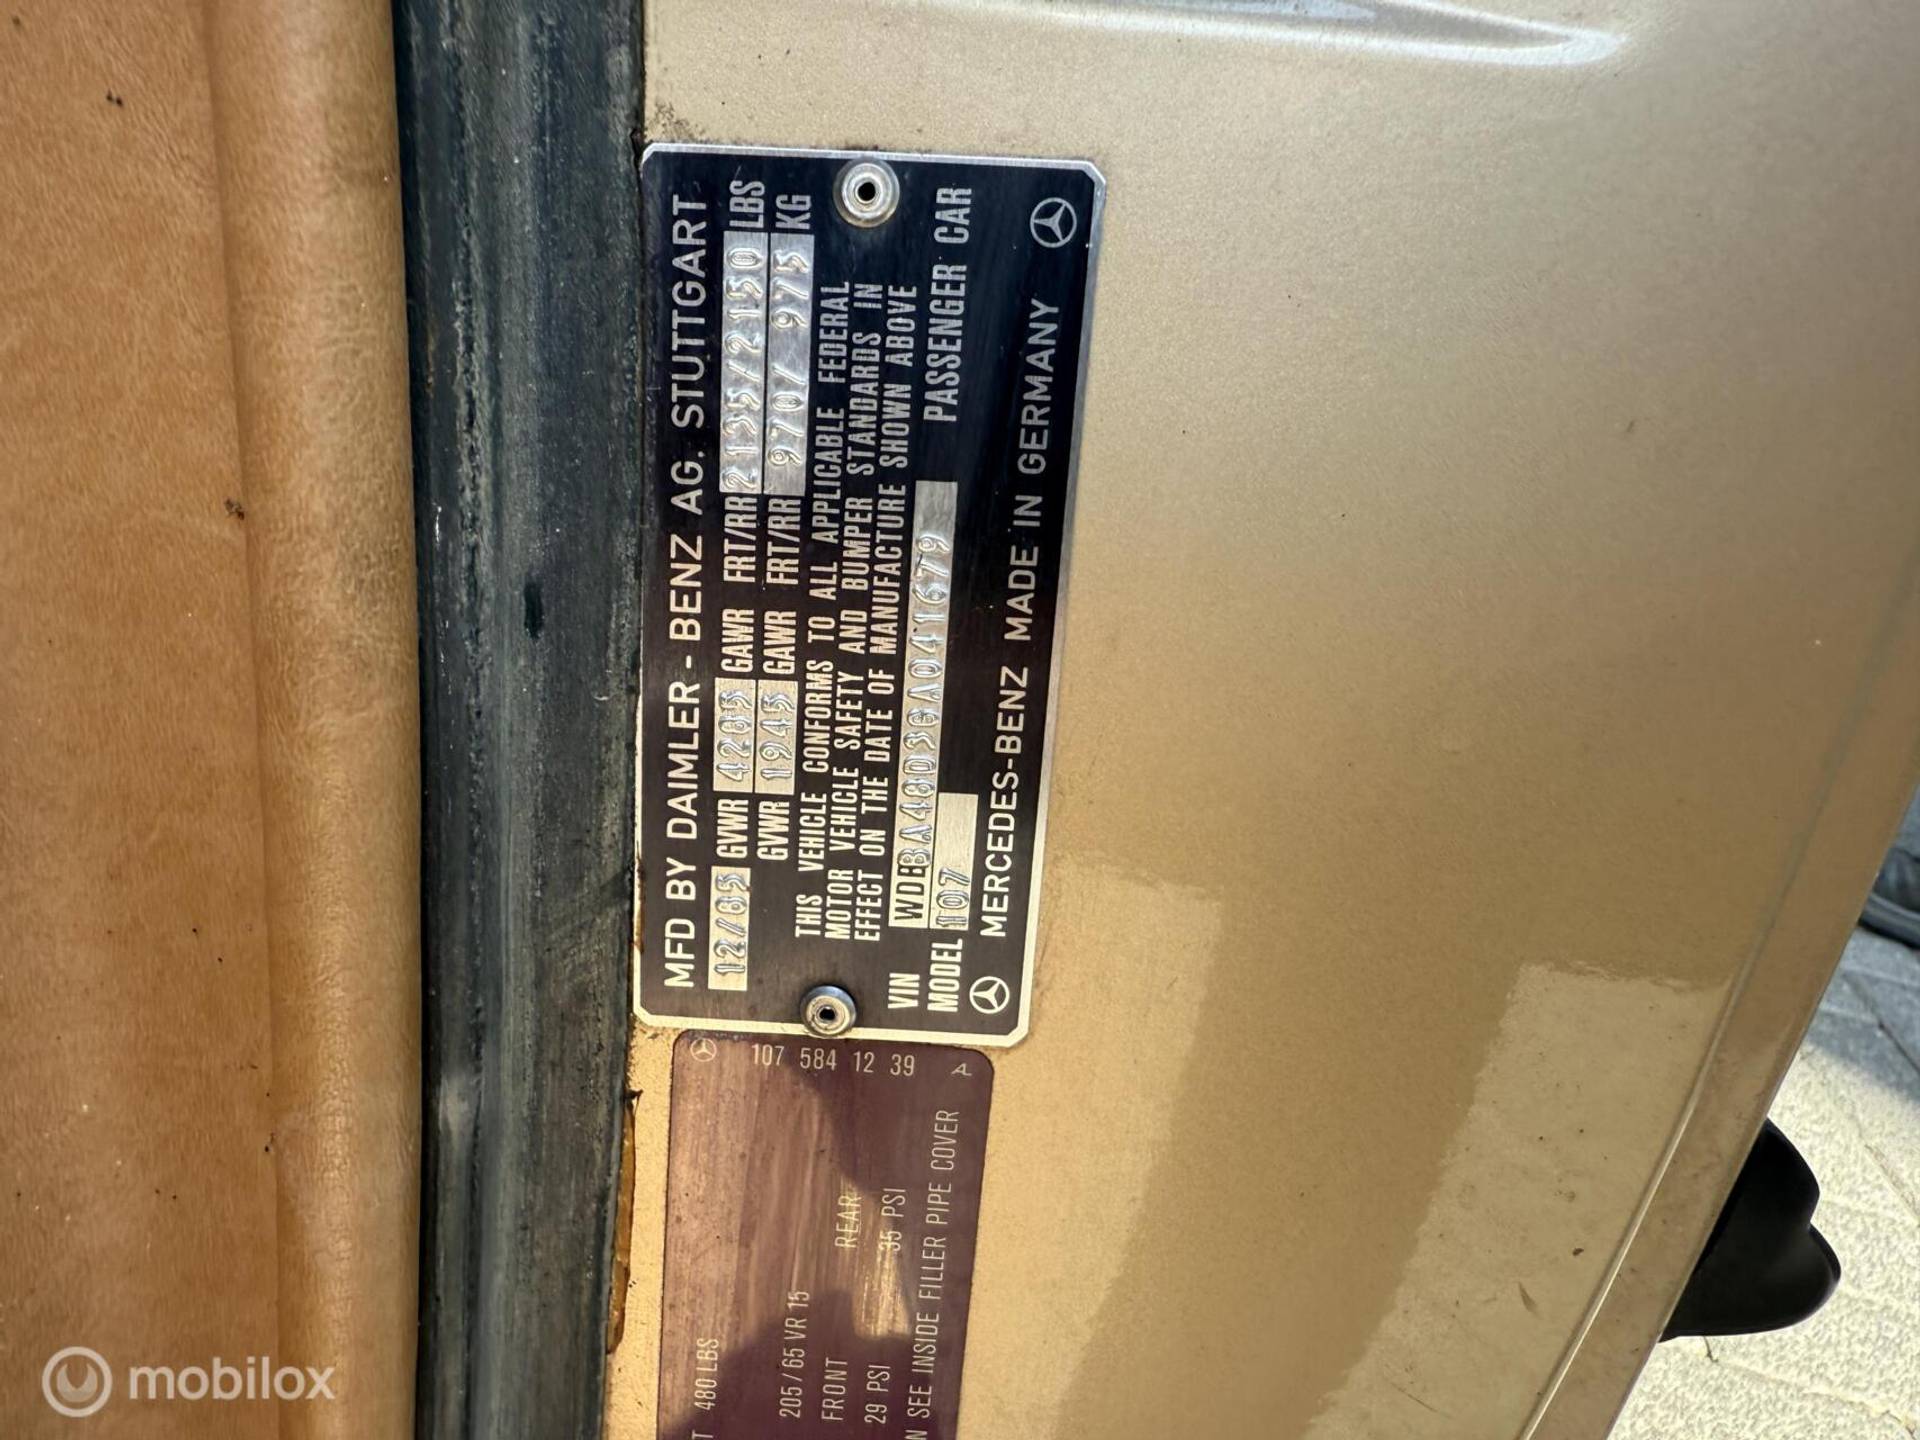 MFD BY DAIMLER-BENZ AG. STUTTGART
12/85 GVWR 4285 GAWR FRT/RR 2135/2150 LBS
GVWR 1945 GAWR FRT/RR 970/ 975 KG
THIS VEHICLE CONFORMS TO ALL APPLICABLE FEDERAL
MOTOR VEHICLE SAFETY AND BUMPER STANDARDS IN
EFFECT ON THE DATE OF MANUFACTURE SHOWN ABOVE
VIN WDBBA48D3GA041679
MODEL 107 PASSENGER CAR
MERCEDES-BENZ MADE IN GERMANY
107 584 12 39 A
480 LBS
205/65 VR 15
FRONT REAR
29 PSI 35 PSI
SEE INSIDE FILLER PIPE COVER
mobilox